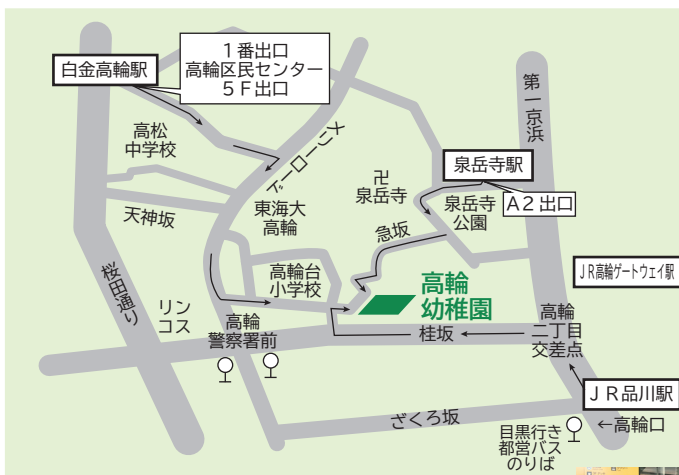 1番出口
高輪区民センター
5F出口
白金高輪駅
高松
中学校
メリーロード
第一京浜
泉岳寺駅
卍
泉岳寺
泉岳寺
公園
A2出口
東海大
高輪
天神坂
急坂
JR高輪ゲートウェイ駅
高輪台
小学校
高輪
幼稚園
桜田通り
リン
コス
高輪
警察署前
桂坂
高輪
二丁目
交差点
JR品川駅
←高輪口
ざくろ坂
目黒行き
都営バス
のりば